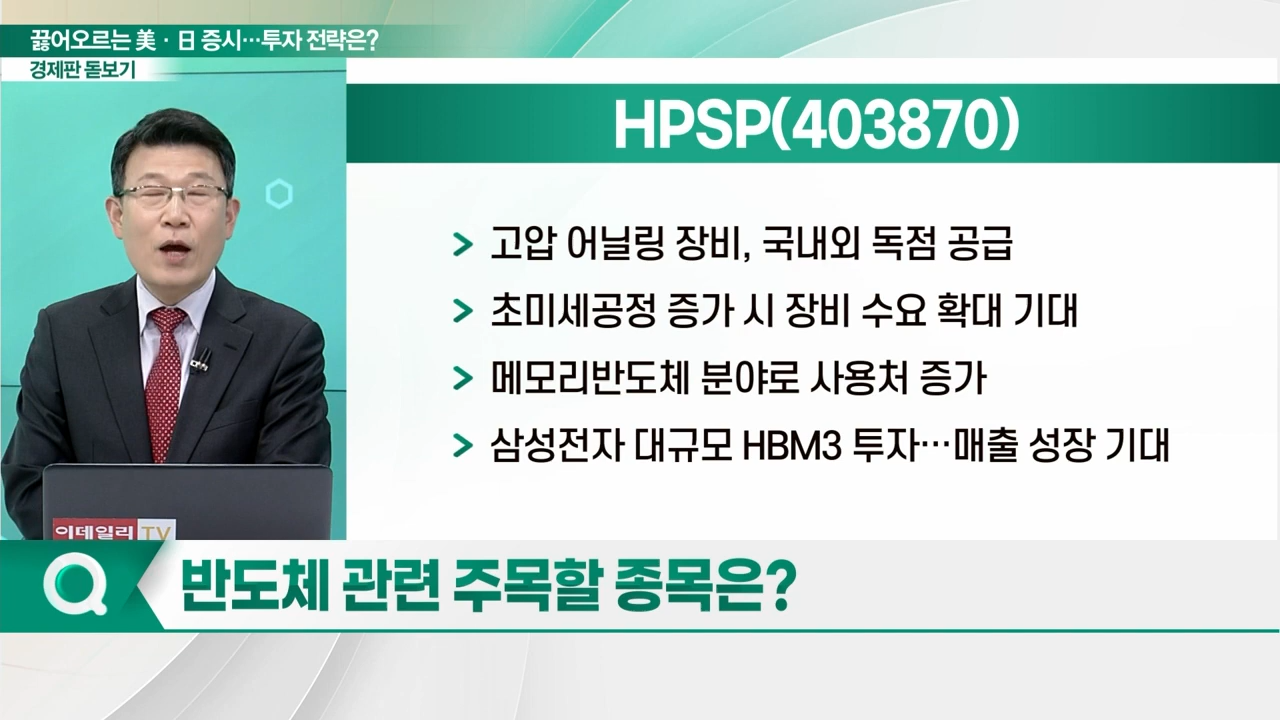 끓어오르는 美·日 증시…투자 전략은?
경제판 돋보기
HPSP(403870)
고압 어닐링 장비, 국내외 독점 공급
초미세공정 증가 시 장비 수요 확대 기대
메모리반도체 분야로 사용처 증가
삼성전자 대규모 HBM3 투자…매출 성장 기대
이데일리 TV
반도체 관련 주목할 종목은?